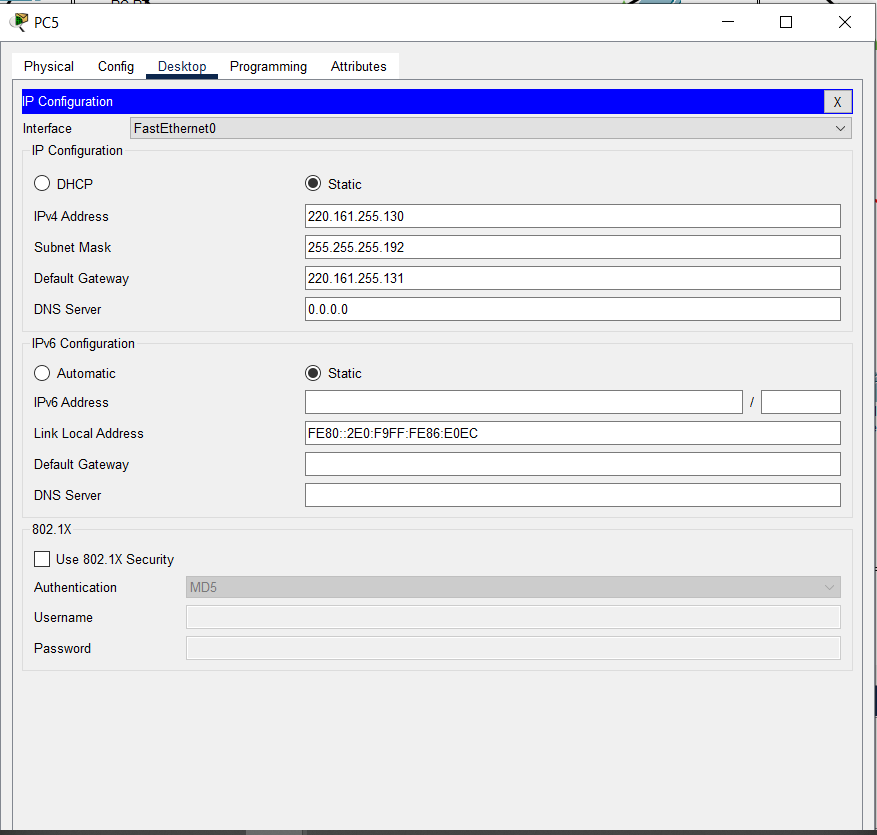 PC5
Physical Config Desktop Programming Attributes
IP Configuration X
Interface FastEthernet0
IP Configuration
DHCP Static
IPv4 Address 220.161.255.130
Subnet Mask 255.255.255.192
Default Gateway 220.161.255.131
DNS Server 0.0.0.0
IPv6 Configuration
Automatic Static
IPv6 Address /
Link Local Address FE80::2E0:F9FF:FE86:E0EC
Default Gateway
DNS Server
802.1X
Use 802.1X Security
Authentication MD5
Username
Password